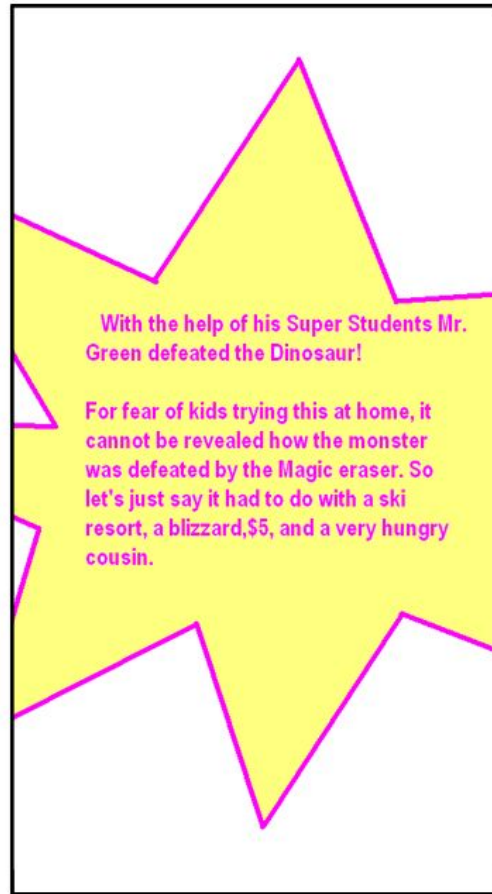 With the help of his Super Students Mr.
Green defeated the Dinosaur!
For fear of kids trying this at home, it
cannot be revealed how the monster
was defeated by the Magic eraser. So
let's just say it had to do with a ski
resort, a blizzard,$5, and a very hungry
cousin.